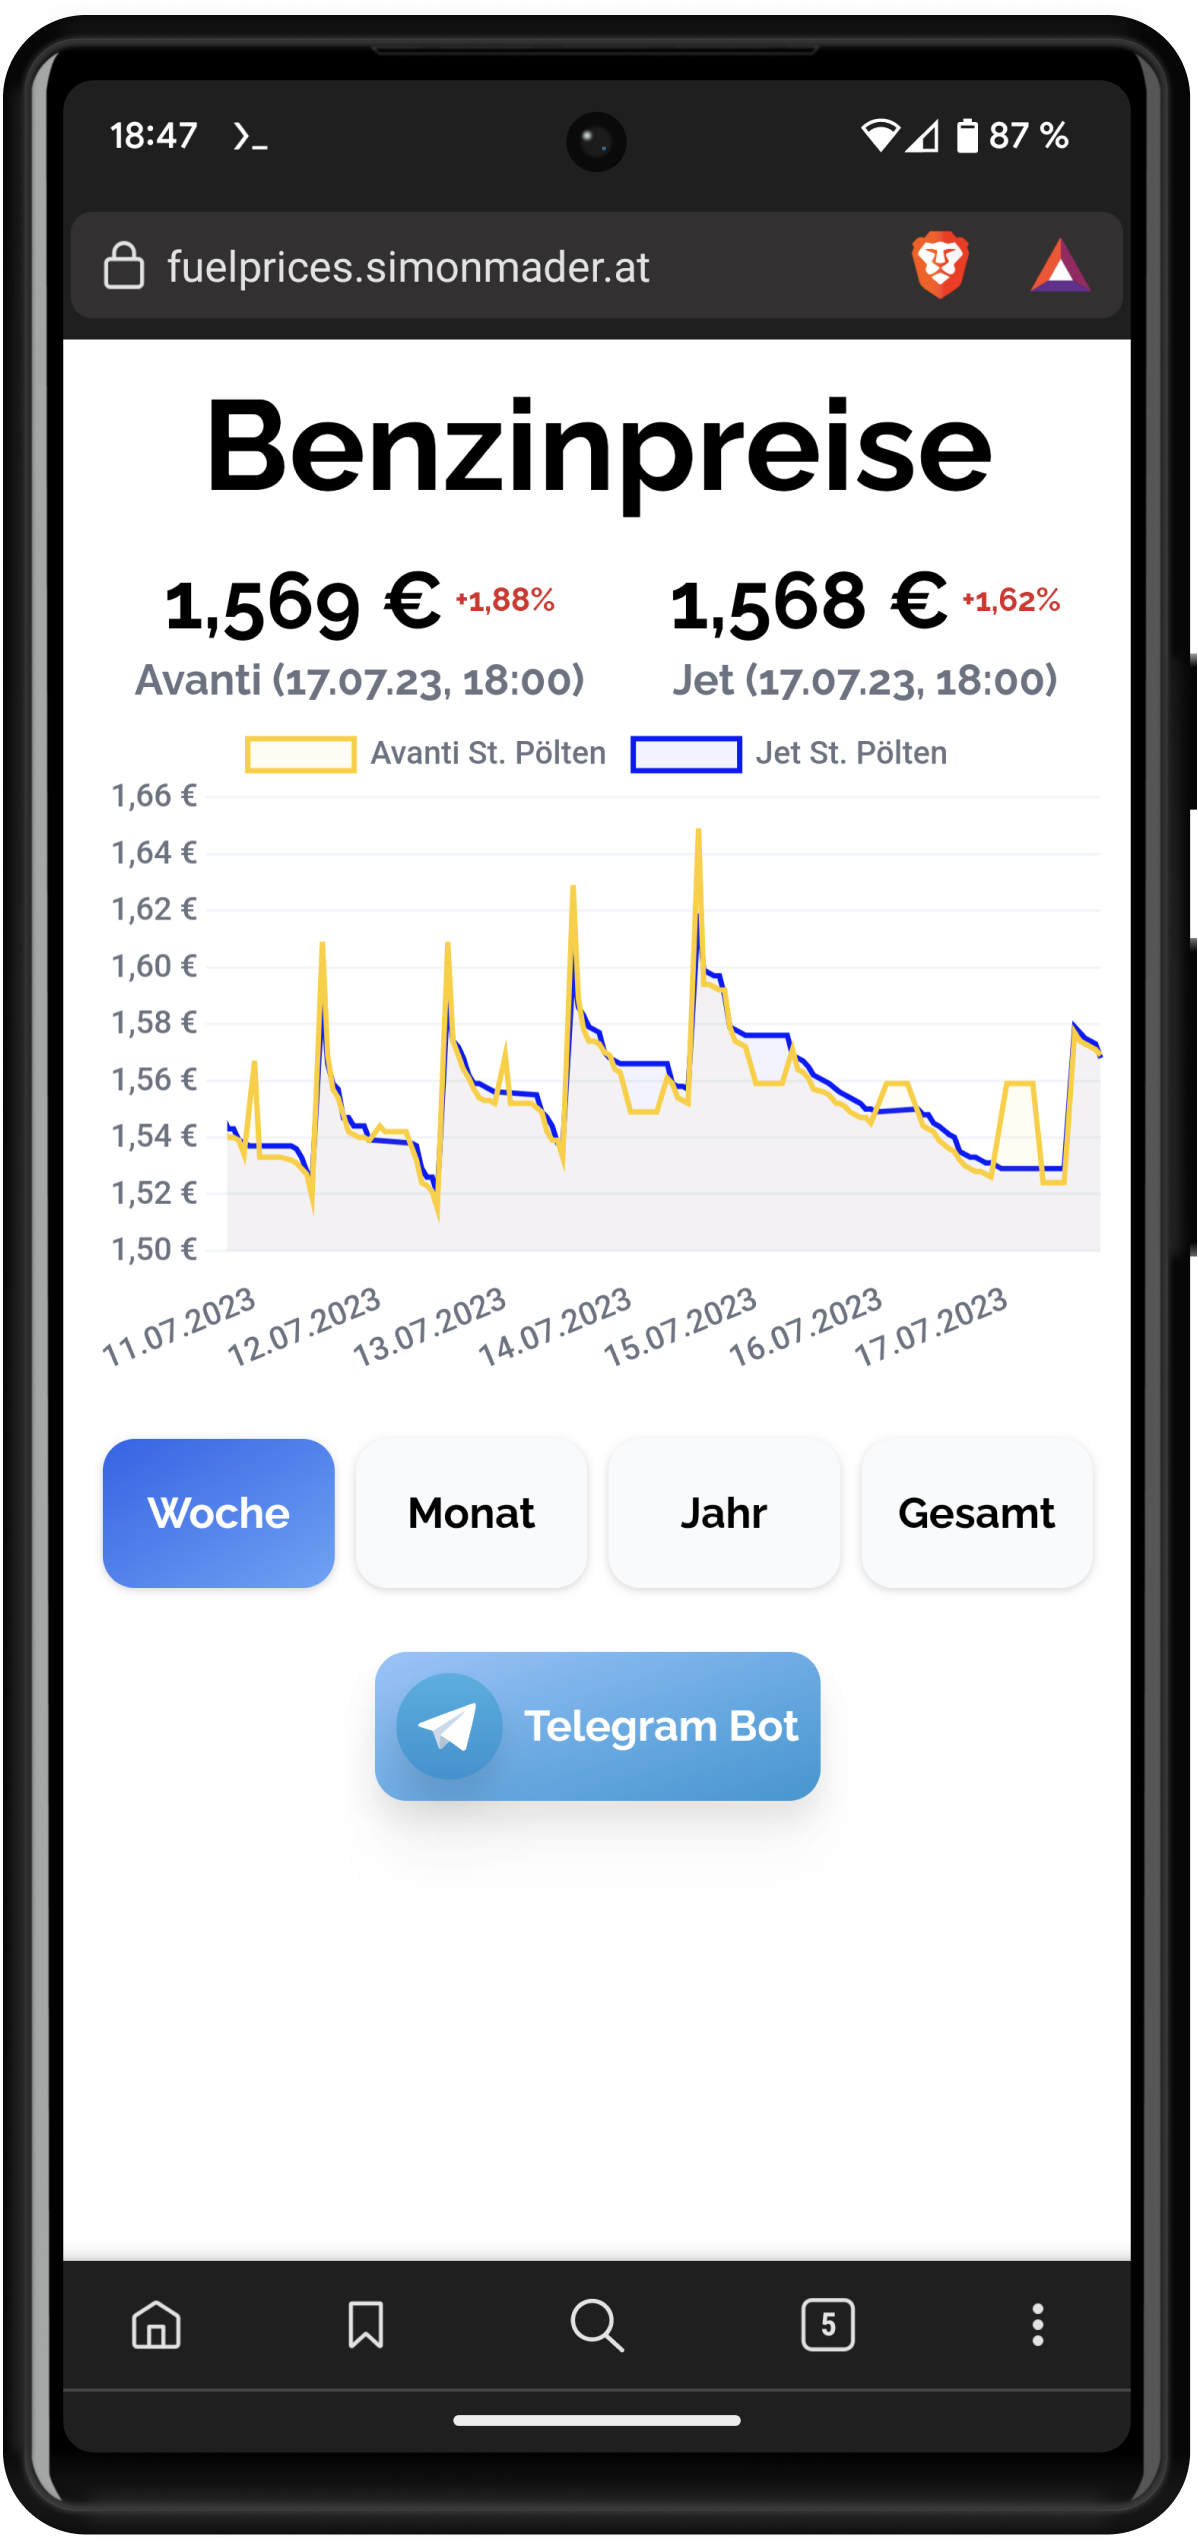 18:47 87 %
fuelprices.simonmader.at
Benzinpreise
1,569 € +1,88% 1,568 € +1,62%
Avanti (17.07.23, 18:00) Jet (17.07.23, 18:00)
Avanti St. Pölten Jet St. Pölten
1,66 €
1,64 €
1,62 €
1,60 €
1,58 €
1,56 €
1,54 €
1,52 €
1,50 €
11.07.2023 12.07.2023 13.07.2023 14.07.2023 15.07.2023 16.07.2023 17.07.2023
Woche Monat Jahr Gesamt
Telegram Bot
5